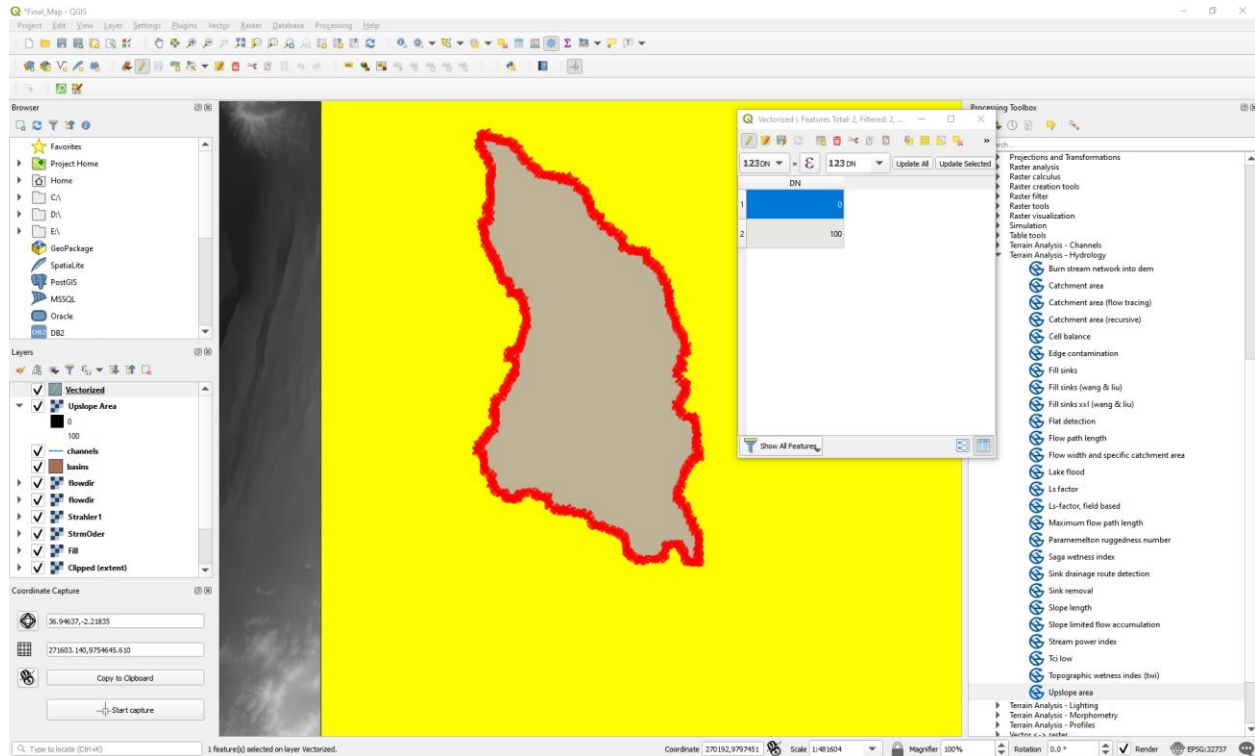 *Final_Map - QGIS
Project Edit View Layer Settings Plugins Vector Raster Database Processing Help
Browser
Favorites
Project Home
Home
C:\
D:\
E:\
GeoPackage
SpatiaLite
PostGIS
MSSQL
Oracle
DB2 DB2
Layers
Vectorized
Upslope Area
0
100
channels
basins
flowdir
flowdir
Strahler1
StrmOder
Fill
Clipped (extent)
Coordinate Capture
36.94637,-2.21835
271603.140,9754645.610
Copy to Clipboard
Start capture
Vectorized :: Features Total: 2, Filtered: 2, ...
123 DN = ε 123 DN Update All Update Selected
DN
1 0
2 100
Show All Features
Processing Toolbox
Projections and Transformations
Raster analysis
Raster calculus
Raster creation tools
Raster filter
Raster tools
Raster visualization
Simulation
Table tools
Terrain Analysis - Channels
Terrain Analysis - Hydrology
Burn stream network into dem
Catchment area
Catchment area (flow tracing)
Catchment area (recursive)
Cell balance
Edge contamination
Fill sinks
Fill sinks (wang & liu)
Fill sinks xxl (wang & liu)
Flat detection
Flow path length
Flow width and specific catchment area
Lake flood
Ls factor
Ls-factor, field based
Maximum flow path length
Paramemelton ruggedness number
Saga wetness index
Sink drainage route detection
Sink removal
Slope length
Slope limited flow accumulation
Stream power index
Tci low
Topographic wetness index (twi)
Upslope area
Terrain Analysis - Lighting
Terrain Analysis - Morphometry
Terrain Analysis - Profiles
Vector <-> raster
Type to locate (Ctrl+K) 1 feature(s) selected on layer Vectorized. Coordinate 270192,9797451 Scale 1:481604 Magnifier 100% Rotation 0.0 ° Render EPSG:32737